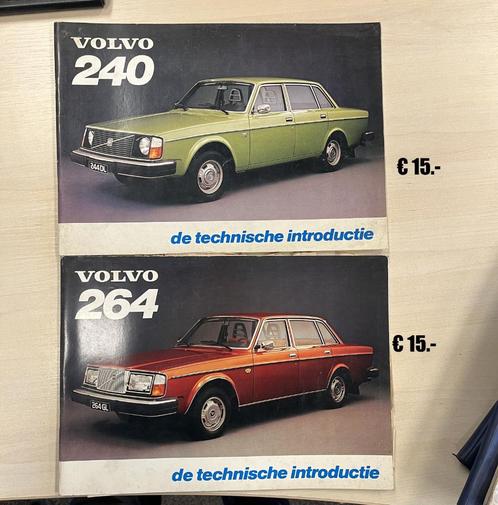 VOLVO
240
244DL
de technische introductie
€ 15.-
VOLVO
264
264GL
de technische introductie
€ 15.-